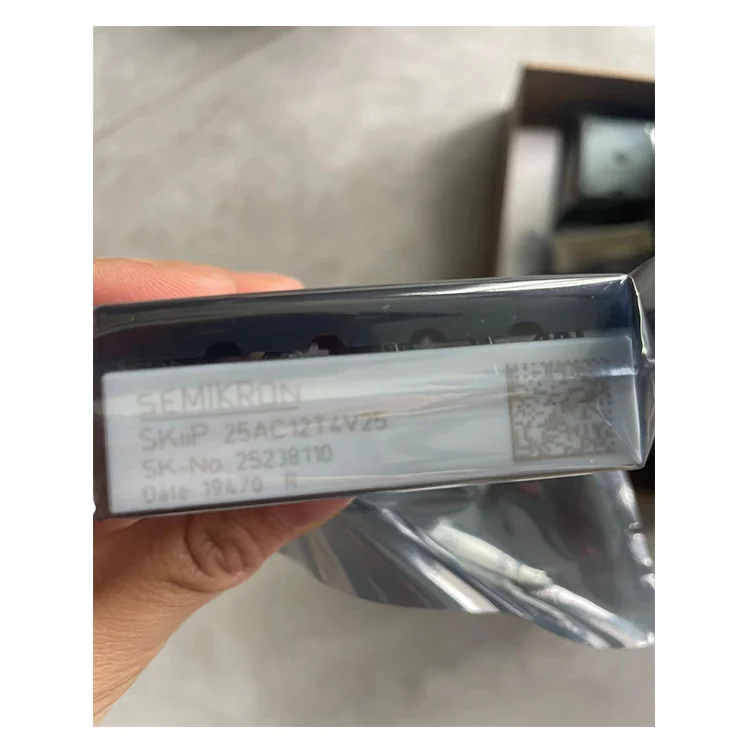 SEMIKRON
SKiiP 25AC12T4V25
SK-No 25238110
Date 19470 R